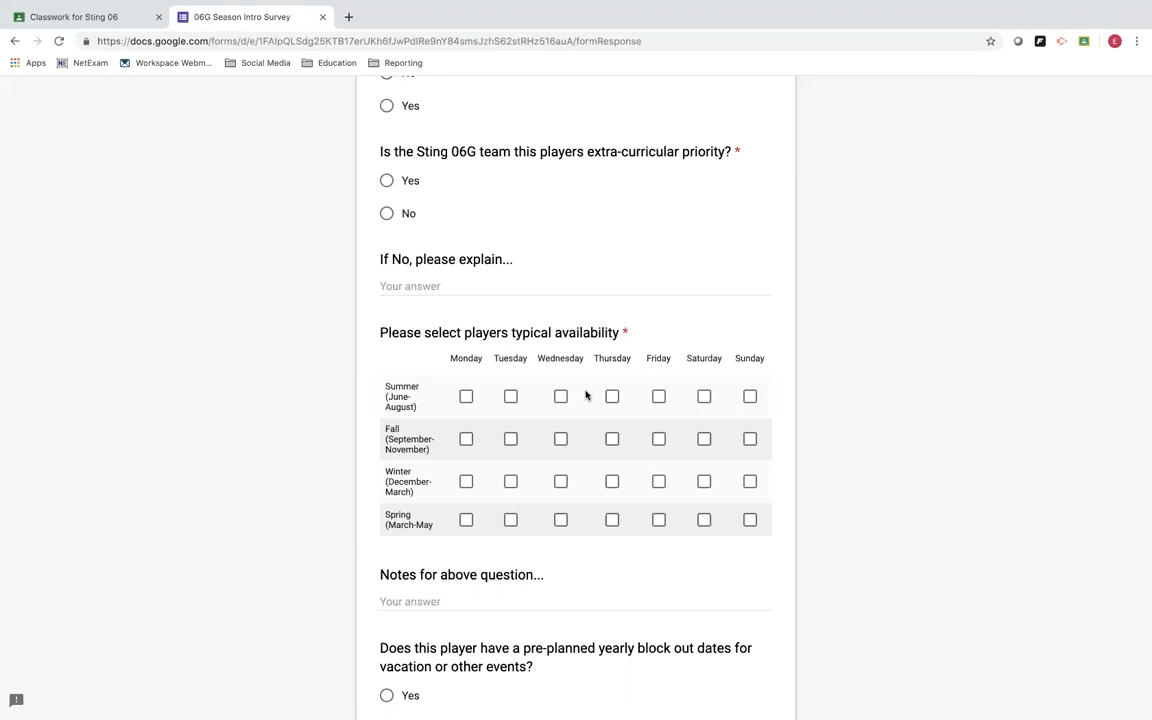 Classwork for Sting 06
06G Season Intro Survey
https://docs.google.com/forms/d/e/1FAIpQLSdg25KTB17erUKh6fJwPdIRe9nY84smsJzhS62stRHz516auA/formResponse
E
Apps
NE NetExam
Workspace Webm...
Social Media
Education
Reporting
Yes
Is the Sting 06G team this players extra-curricular priority? *
Yes
No
If No, please explain...
Your answer
Please select players typical availability *
Monday Tuesday Wednesday Thursday Friday Saturday Sunday
Summer
(June-
August)
Fall
(September-
November)
Winter
(December-
March)
Spring
(March-May
Notes for above question...
Your answer
Does this player have a pre-planned yearly block out dates for
vacation or other events?
Yes